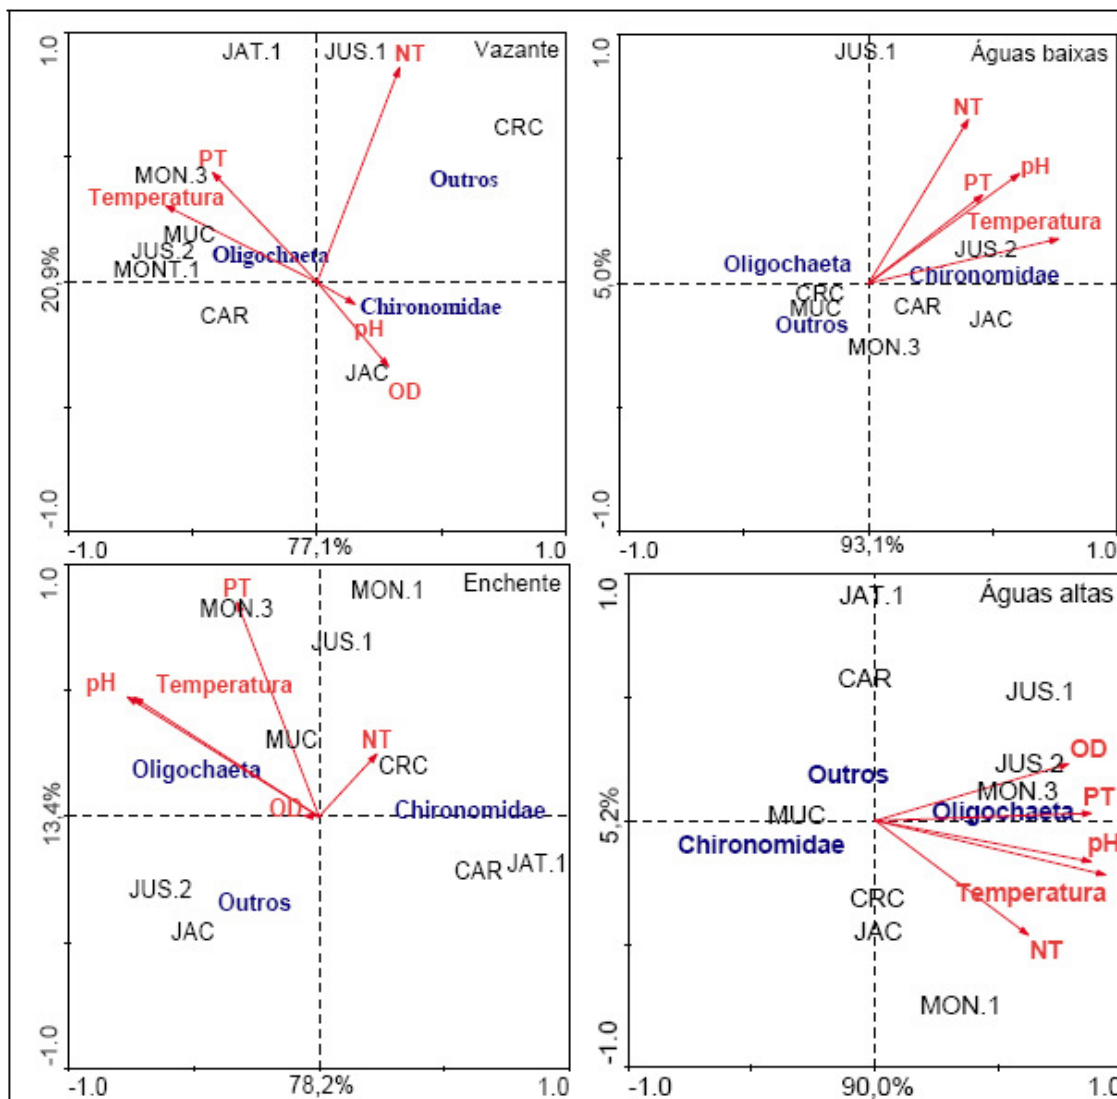 1.0
JAT.1 JUS.1 NT Vazante
CRC
PT
MON.3
Outros
Temperatura
MUC
JUS.2
Oligochaeta
MONT.1
20,9%
Chironomidae
CAR
pH
JAC
OD
-1.0
-1.0 77,1% 1.0
1.0
JUS.1 Águas baixas
NT
pH
PT
Temperatura
JUS.2
Oligochaeta
Chironomidae
5,0%
CRC
MUC
CAR
Outros
JAC
MON.3
-1.0
-1.0 93,1% 1.0
1.0
PT MON.1 Enchente
MON.3
JUS.1
pH Temperatura
MUC NT
CRC
Oligochaeta
OD Chironomidae
13,4%
CAR JAT.1
JUS.2
Outros
JAC
-1.0
-1.0 78,2% 1.0
1.0
JAT.1 Águas altas
CAR
JUS.1
OD
JUS.2
Outros
MON.3 PT
MUC Oligochaeta
5,2%
Chironomidae pH
Temperatura
CRC
JAC
NT
MON.1
-1.0
-1.0 90,0% 1.0